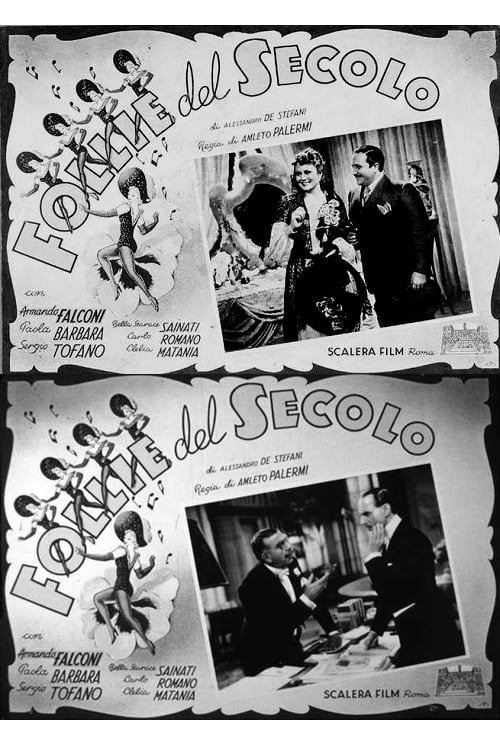 FOLLIE del SECOLO
di ALESSANDRO DE STEFANI
Regia di AMLETO PALERMI
con
Armando FALCONI
Paola BARBARA
Sergio TOFANO
Bella Starace SAINATI
Carlo ROMANO
Clelia MATANIA
SCALERA FILM Roma
FOLLIE del SECOLO
di ALESSANDRO DE STEFANI
Regia di AMLETO PALERMI
con
Armando FALCONI
Paola BARBARA
Sergio TOFANO
Bella Starace SAINATI
Carlo ROMANO
Clelia MATANIA
SCALERA FILM Roma